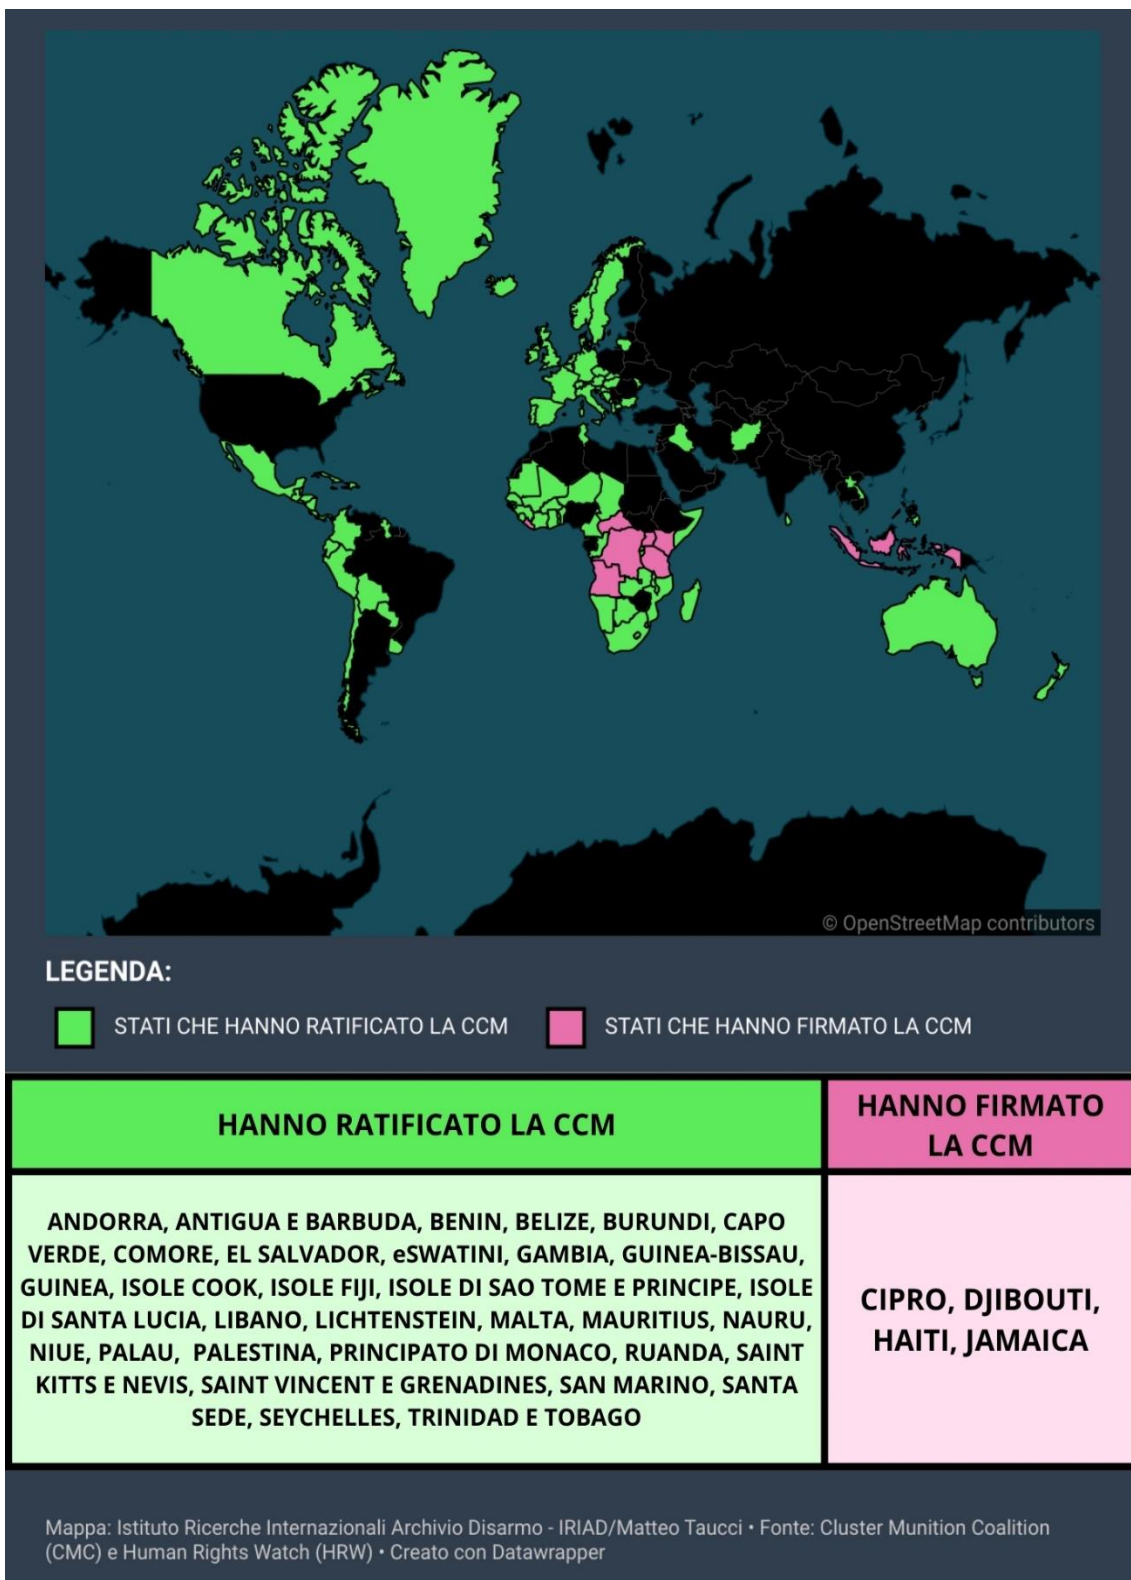 © OpenStreetMap contributors
LEGENDA:
STATI CHE HANNO RATIFICATO LA CCM
STATI CHE HANNO FIRMATO LA CCM
HANNO RATIFICATO LA CCM
HANNO FIRMATO
LA CCM
ANDORRA, ANTIGUA E BARBUDA, BENIN, BELIZE, BURUNDI, CAPO
VERDE, COMORE, EL SALVADOR, eSWATINI, GAMBIA, GUINEA-BISSAU,
GUINEA, ISOLE COOK, ISOLE FIJI, ISOLE DI SAO TOME E PRINCIPE, ISOLE
DI SANTA LUCIA, LIBANO, LICHTENSTEIN, MALTA, MAURITIUS, NAURU,
NIUE, PALAU, PALESTINA, PRINCIPATO DI MONACO, RUANDA, SAINT
KITTS E NEVIS, SAINT VINCENT E GRENADINES, SAN MARINO, SANTA
SEDE, SEYCHELLES, TRINIDAD E TOBAGO
CIPRO, DJIBOUTI,
HAITI, JAMAICA
Mappa: Istituto Ricerche Internazionali Archivio Disarmo - IRIAD/Matteo Taucci • Fonte: Cluster Munition Coalition
(CMC) e Human Rights Watch (HRW) • Creato con Datawrapper